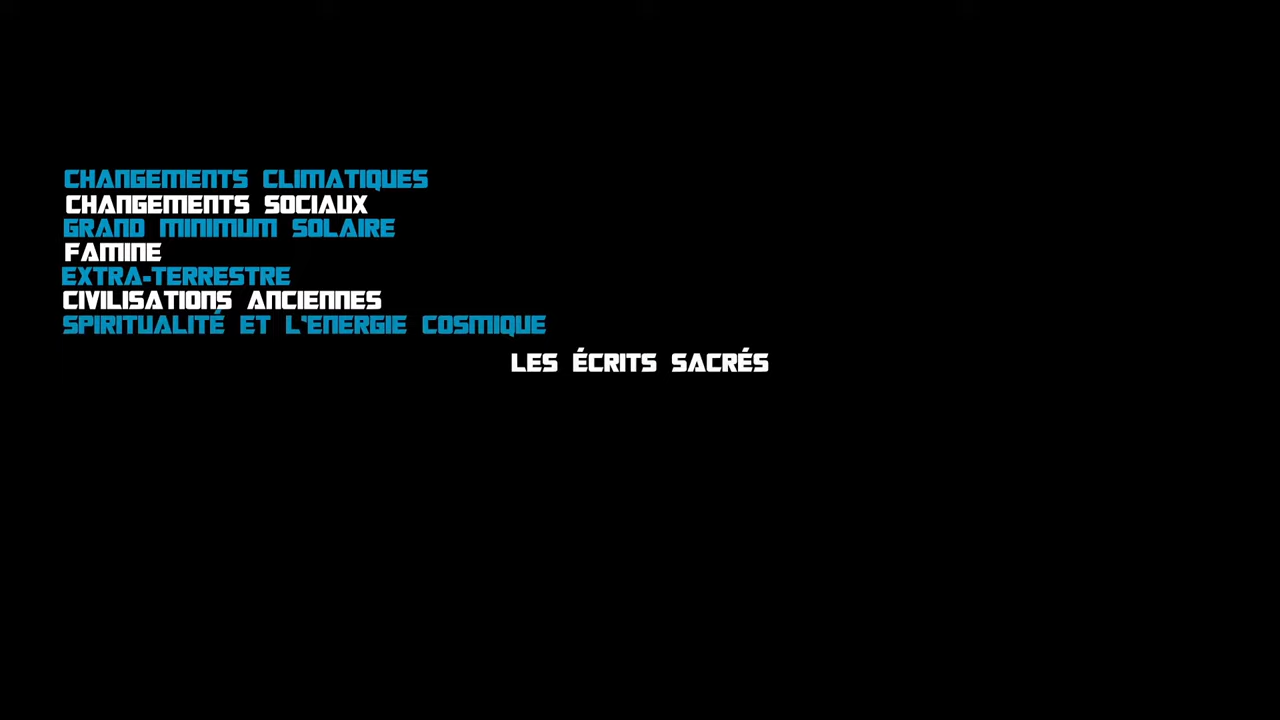 CHANGEMENTS CLIMATIQUES
CHANGEMENTS SOCIAUX
GRAND MINIMUM SOLAIRE
FAMINE
EXTRA-TERRESTRE
CIVILISATIONS ANCIENNES
SPIRITUALITÉ ET L'ENERGIE COSMIQUE
LES ÉCRITS SACRÉS